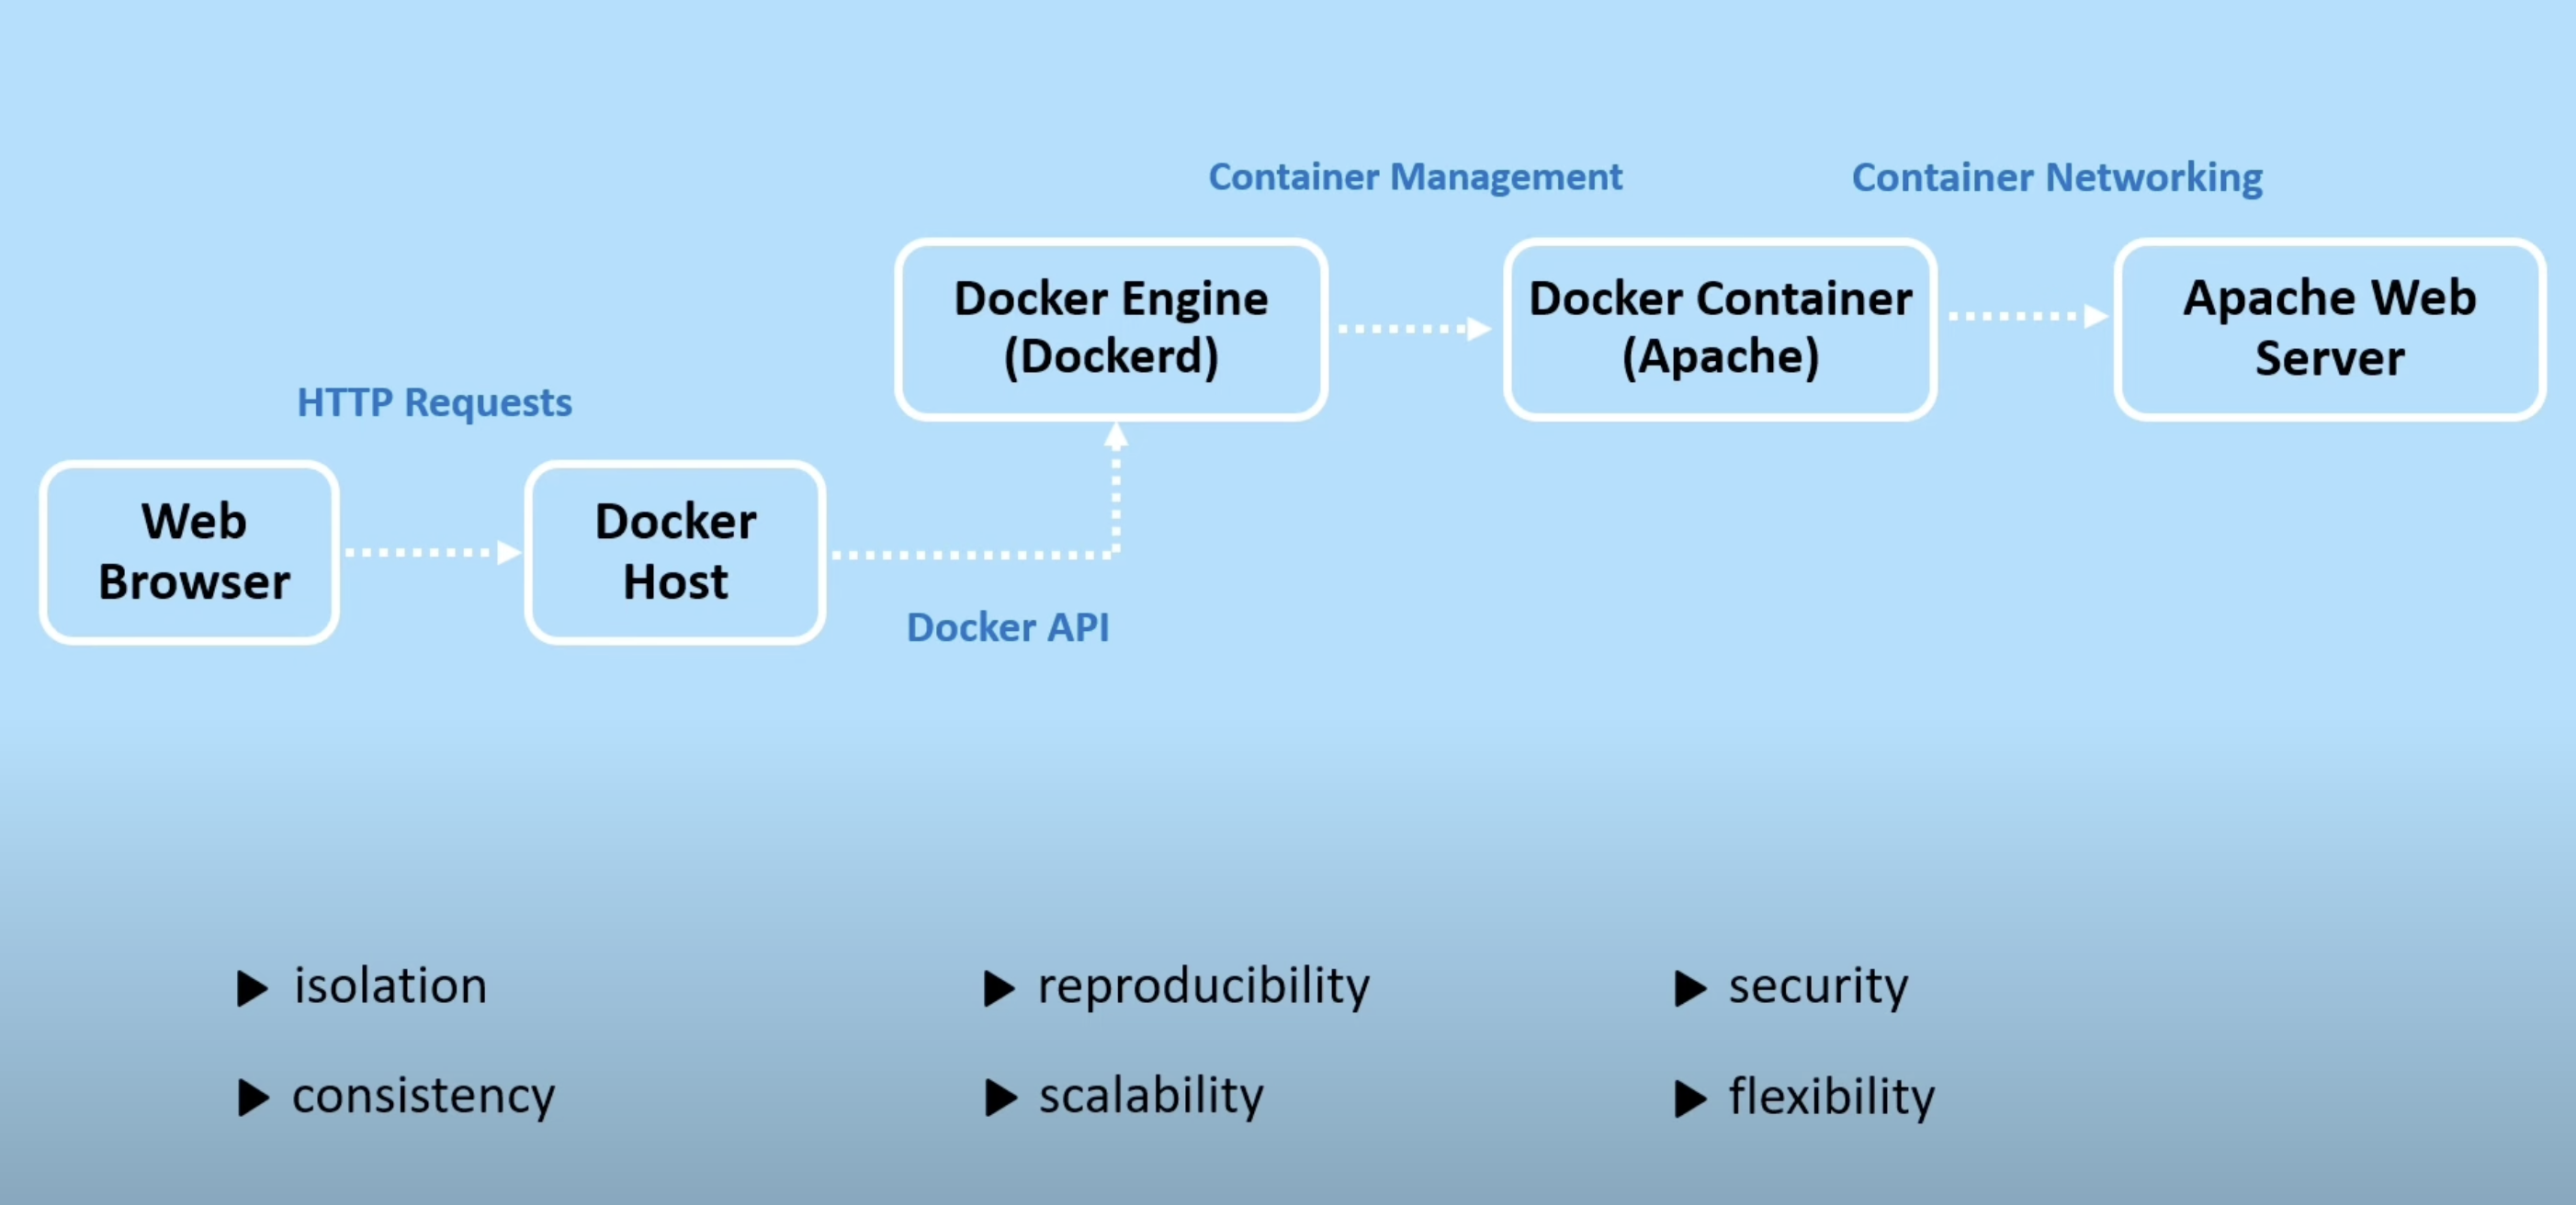 Container Management
Container Networking
Docker Engine
(Dockerd)
Docker Container
(Apache)
Apache Web
Server
HTTP Requests
Web
Browser
Docker
Host
Docker API
isolation
reproducibility
security
consistency
scalability
flexibility